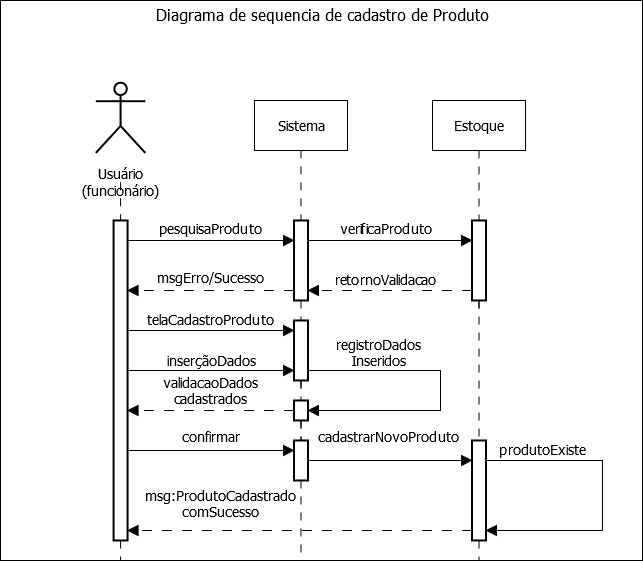 Diagrama de sequencia de cadastro de Produto
Sistema
Estoque
Usuário
(funcionário)
pesquisaProduto
verificaProduto
msgErro/Sucesso
retornoValidacao
telaCadastroProduto
registroDados
Inseridos
inserçãoDados
validacaoDados
cadastrados
confirmar
cadastrarNovoProduto
produtoExiste
msg:ProdutoCadastrado
comSucesso